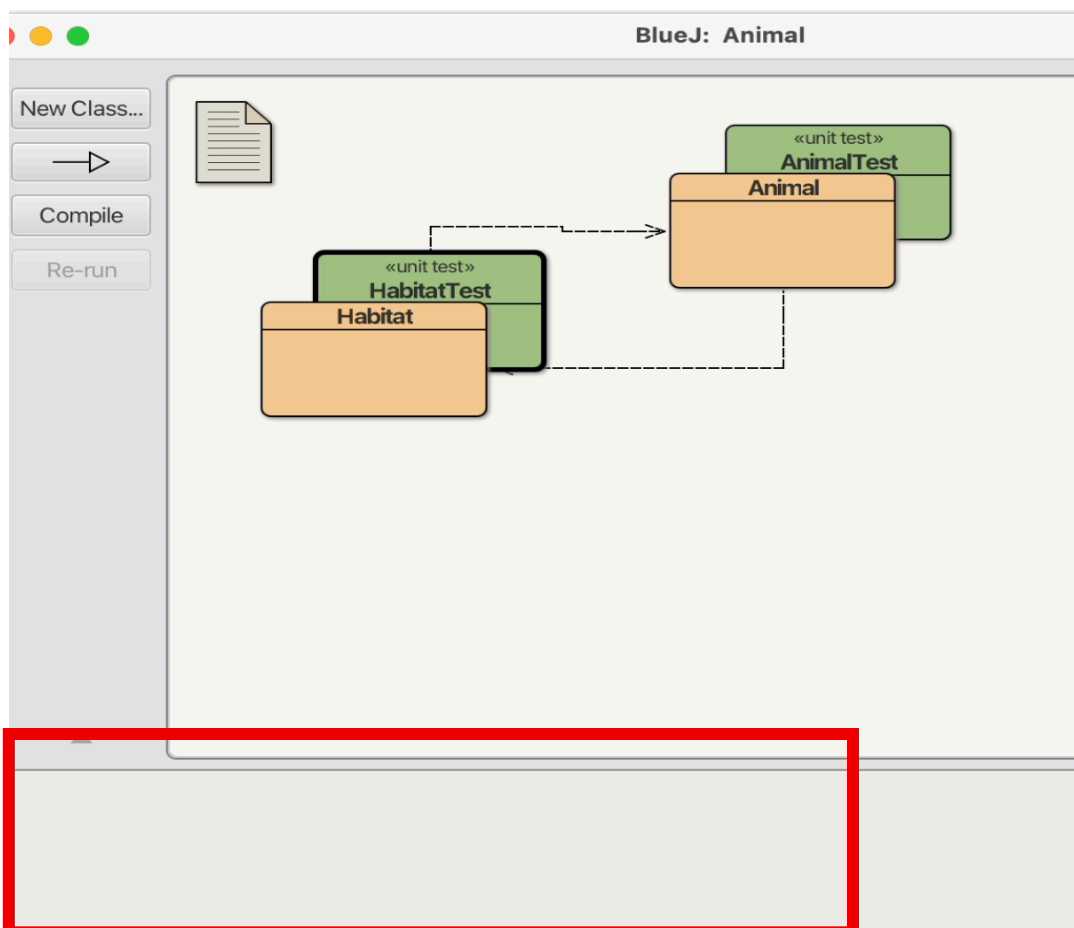 BlueJ: Animal
New Class...
Compile
Re-run
«unit test»
AnimalTest
Animal
«unit test»
HabitatTest
Habitat